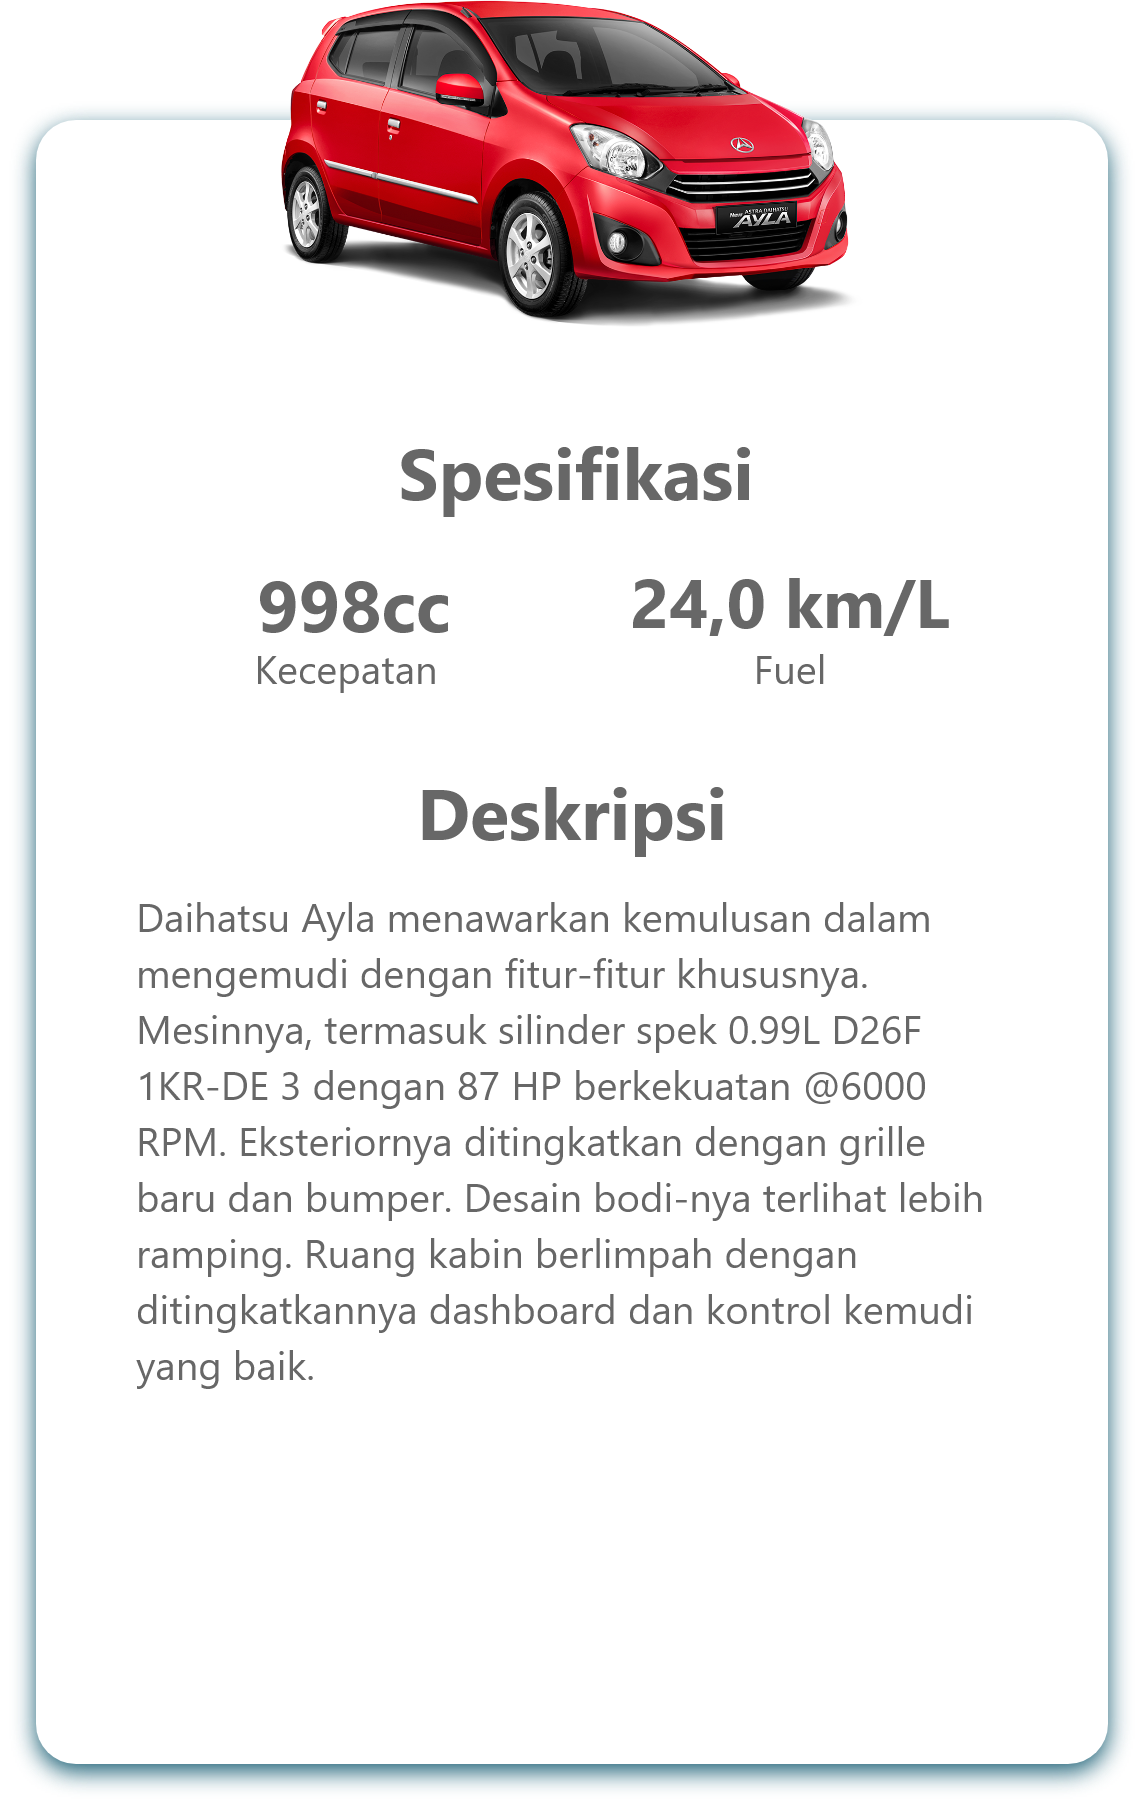 New ASTRA DAIHATSU
AYLA
Spesifikasi
998cc
24,0 km/L
Kecepatan
Fuel
Deskripsi
Daihatsu Ayla menawarkan kemulusan dalam
mengemudi dengan fitur-fitur khususnya.
Mesinnya, termasuk silinder spek 0.99L D26F
1KR-DE 3 dengan 87 HP berkekuatan @6000
RPM. Eksteriornya ditingkatkan dengan grille
baru dan bumper. Desain bodi-nya terlihat lebih
ramping. Ruang kabin berlimpah dengan
ditingkatkannya dashboard dan kontrol kemudi
yang baik.